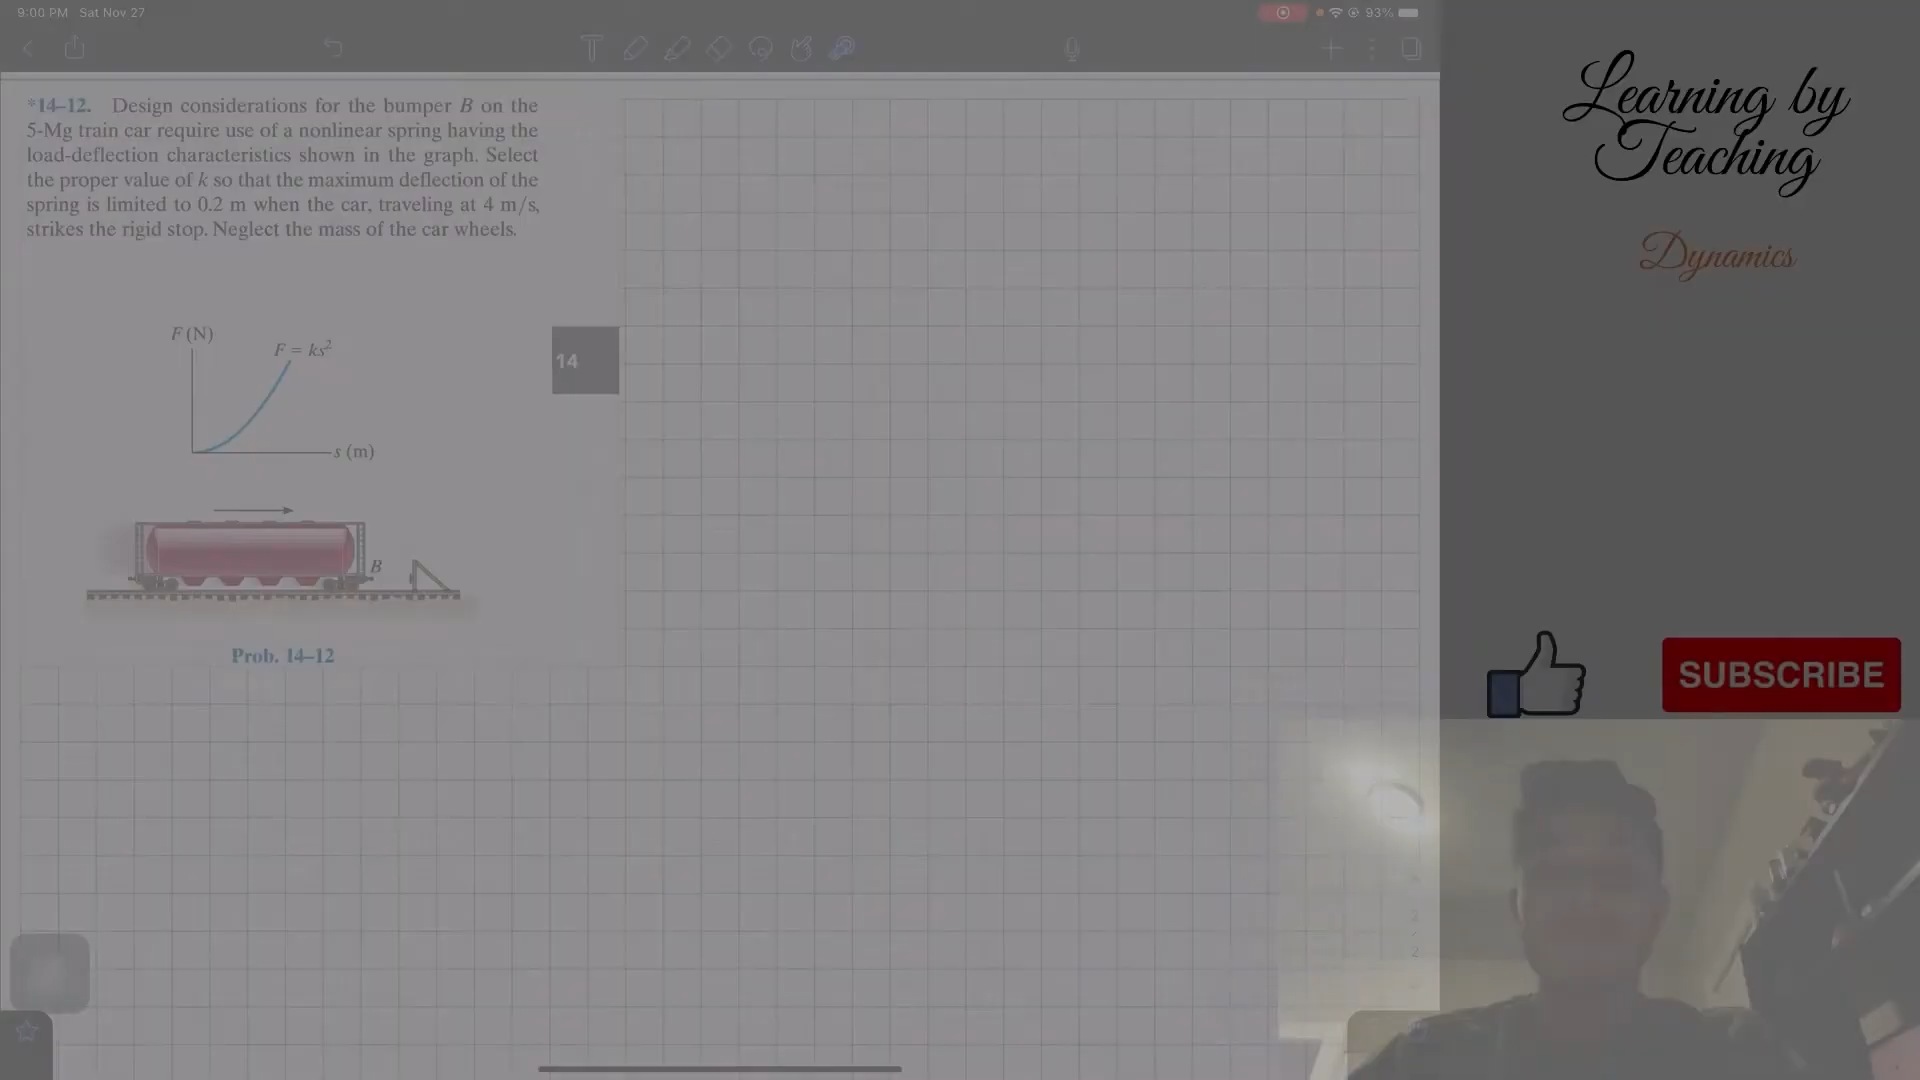 9:00 PM Sat Nov 27
93%
*14–12. Design considerations for the bumper B on the
5-Mg train car require use of a nonlinear spring having the
load-deflection characteristics shown in the graph. Select
the proper value of k so that the maximum deflection of the
spring is limited to 0.2 m when the car, traveling at 4 m/s,
strikes the rigid stop. Neglect the mass of the car wheels.
F (N)
F = ks²
14
s (m)
B
Prob. 14–12
Learning by
Teaching
Dynamics
SUBSCRIBE
2
2